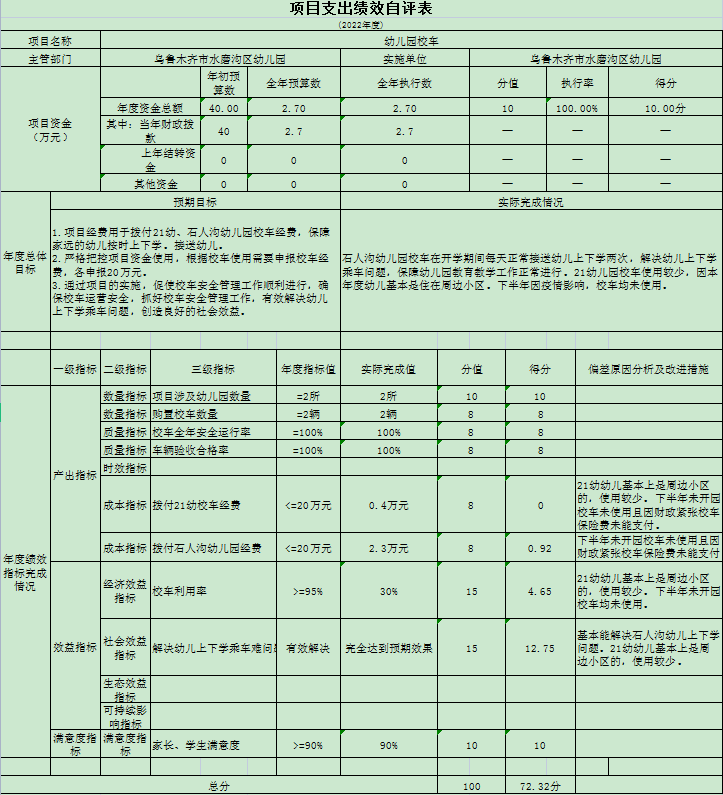 项目支出绩效自评表
(2022年度)
项目名称 幼儿园校车
主管部门 乌鲁木齐市水磨沟区幼儿园 实施单位 乌鲁木齐市水磨沟区幼儿园
项目资金
（万元）
年初预算数 全年预算数 全年执行数 分值 执行率 得分
年度资金总额 40.00 2.70 2.70 10 100.00% 10.00分
其中: 当年财政拨款 40 2.7 2.7 — — —
上年结转资金 0 0 0 — — —
其他资金 0 0 0 — — —
年度总体目标
预期目标 实际完成情况
1.项目经费用于拨付21幼、石人沟幼儿园校车经费，保障
家远的幼儿按时上下学。接送幼儿。
2.严格把控项目资金使用，根据校车使用需要申报校车经
费，各申报20万元。
3.通过项目的实施，促使校车安全管理工作顺利进行，确
保校车运营安全，抓好校车安全管理工作，有效解决幼儿
上下学乘车问题，创造良好的社会效益。
石人沟幼儿园校车在开学期间每天正常接送幼儿上下学两次，解决幼儿上下学
乘车问题，保障幼儿园教育教学工作正常进行。21幼儿园校车使用较少，因本
年度幼儿基本是住在周边小区。下半年因疫情影响，校车均未使用。
年度绩效指标完成情况
一级指标 二级指标 三级指标 年度指标值 实际完成值 分值 得分 偏差原因分析及改进措施
产出指标
数量指标 项目涉及幼儿园数量 =2所 2所 10 10
数量指标 购置校车数量 =2辆 2辆 8 8
质量指标 校车全年安全运行率 =100% 100% 8 8
质量指标 车辆验收合格率 =100% 100% 8 8
时效指标
成本指标 拨付21幼校车经费 <=20万元 0.4万元 8 0
21幼幼儿基本上是周边小区
的，使用较少。下半年未开园
校车未使用且因财政紧张校车
保险费未能支付。
成本指标 拨付石人沟幼儿园经费 <=20万元 2.3万元 8 0.92
下半年未开园校车未使用且因
财政紧张校车保险费未能支付
效益指标
经济效益指标 校车利用率 >=95% 30% 15 4.65
21幼幼儿基本上是周边小区
的，使用较少。下半年未开园
校车均未使用。
社会效益指标 解决幼儿上下学乘车难问 有效解决 完全达到预期效果 15 12.75
基本能解决石人沟幼儿上下学
问题。21幼幼儿基本上是周
边小区的，使用较少。
生态效益指标
可持续影响指标
满意度指标 满意度指标 家长、学生满意度 >=90% 90% 10 10
总分 100 72.32分